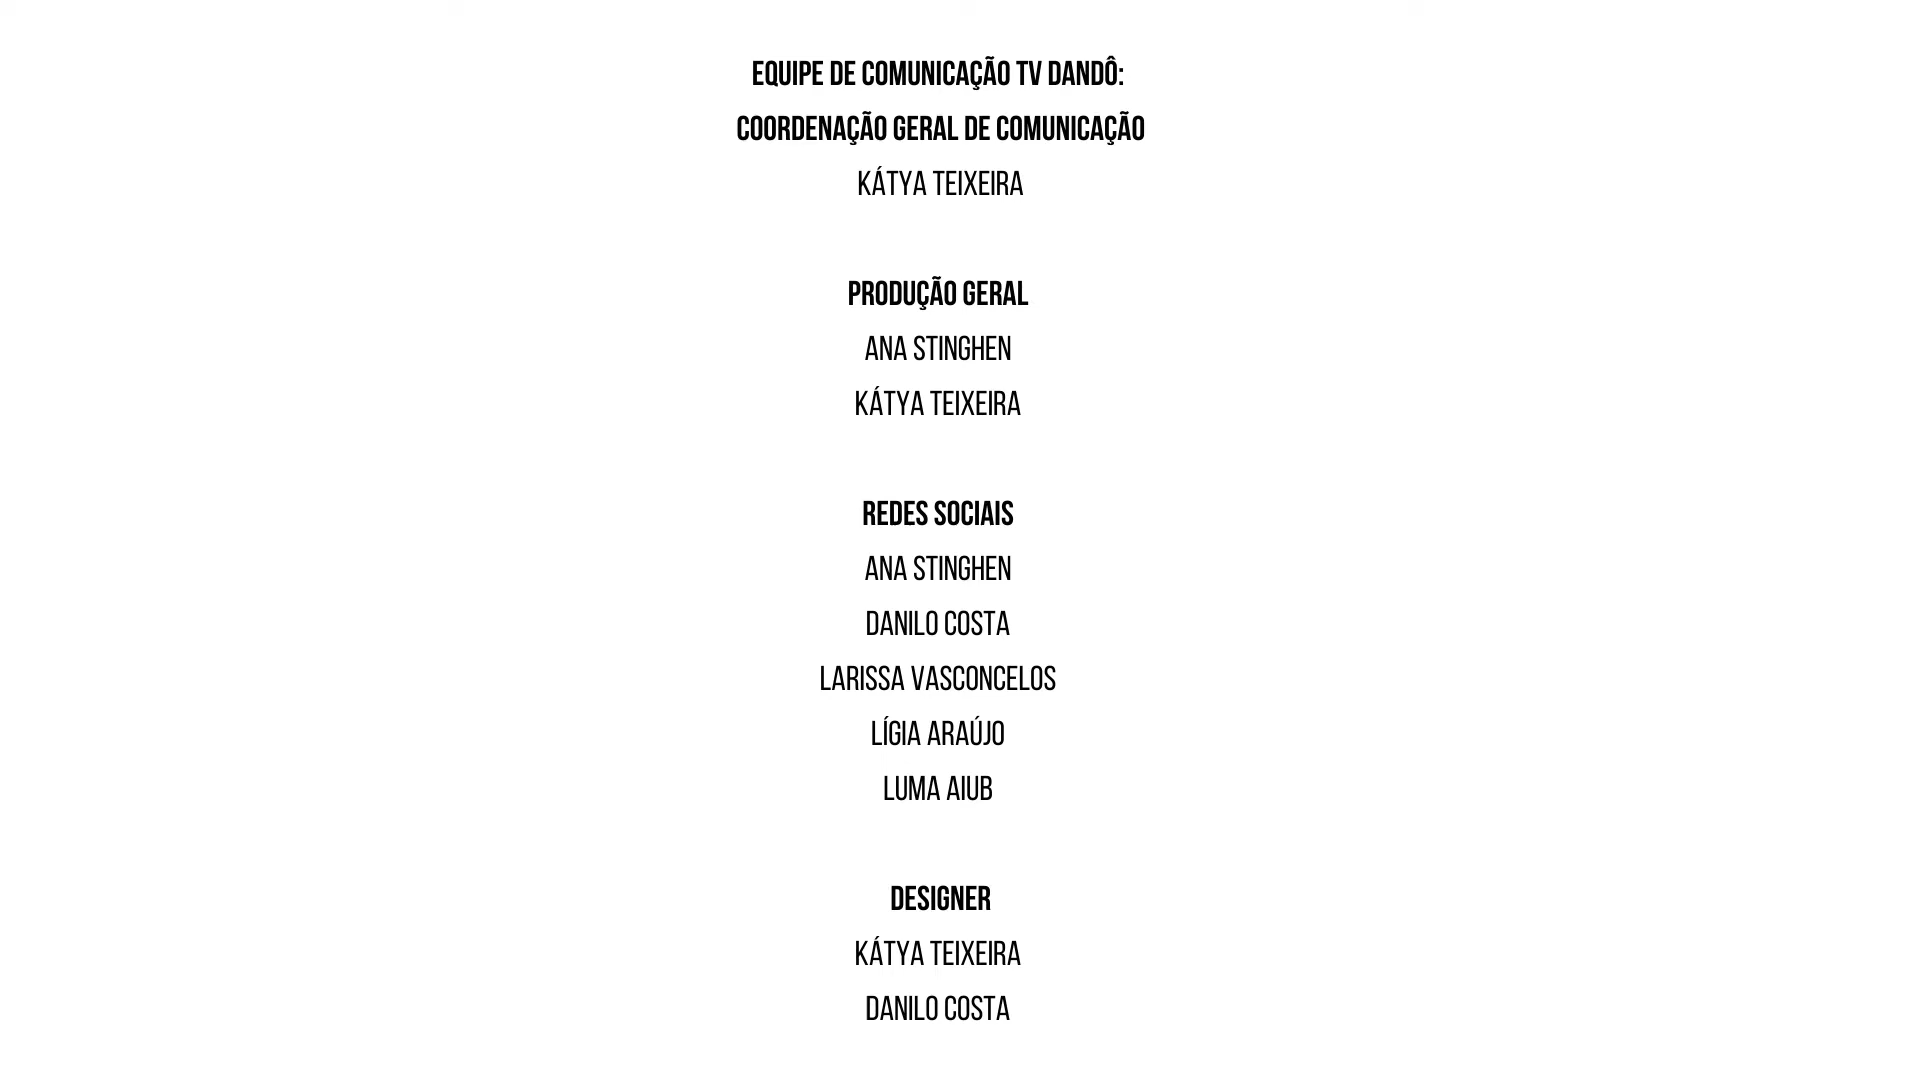 EQUIPE DE COMUNICAÇÃO TV DANDÔ:
COORDENAÇÃO GERAL DE COMUNICAÇÃO
KÁTYA TEIXEIRA
PRODUÇÃO GERAL
ANA STINGHEN
KÁTYA TEIXEIRA
REDES SOCIAIS
ANA STINGHEN
DANILO COSTA
LARISSA VASCONCELOS
LÍGIA ARAÚJO
LUMA AIUB
DESIGNER
KÁTYA TEIXEIRA
DANILO COSTA